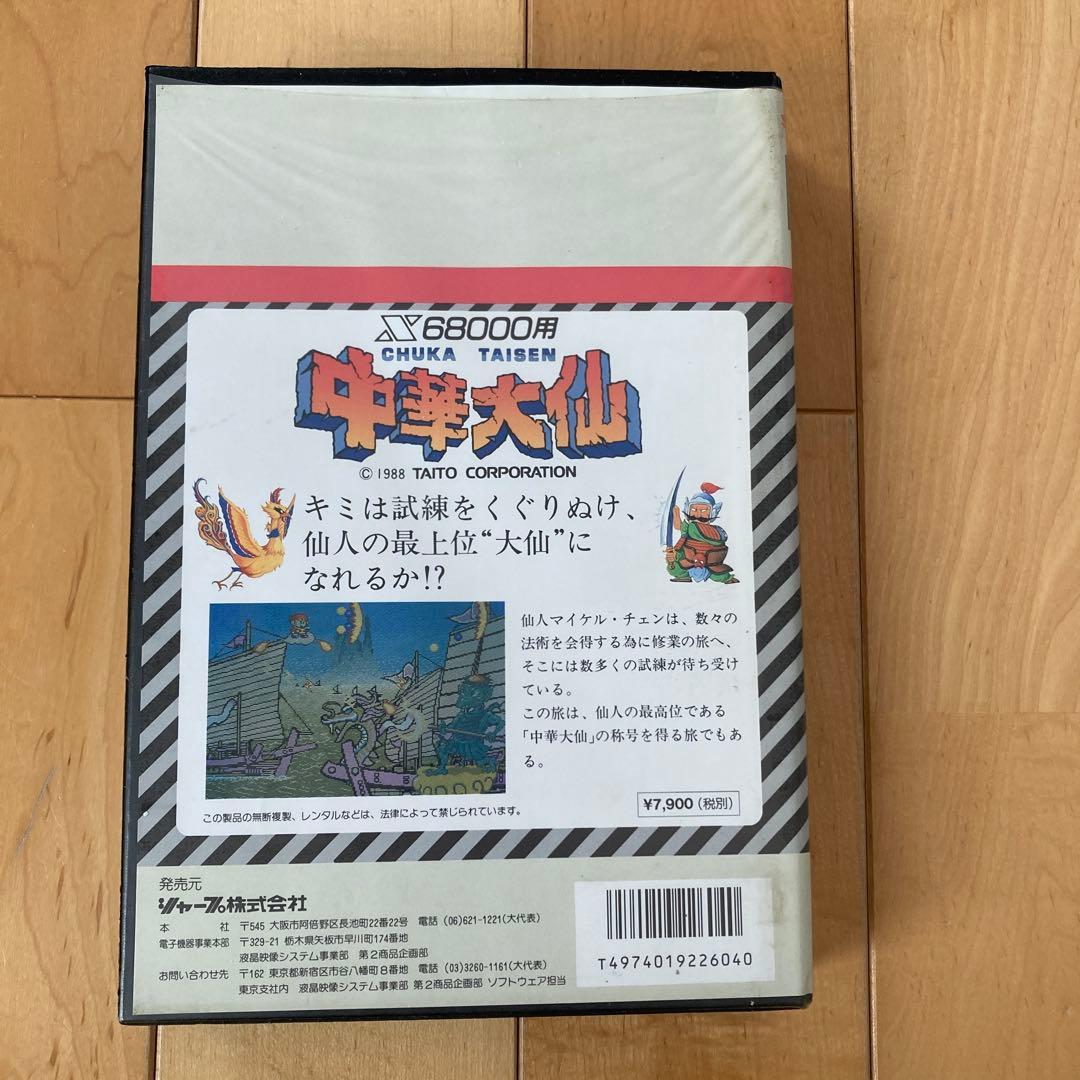 X68000用
CHUKA TAISEN
中華大仙
© 1988 TAITO CORPORATION
キミは試練をくぐりぬけ、
仙人の最上位“大仙”に
なれるか!?
仙人マイケル・チェンは、数々の
法術を会得する為に修業の旅へ、
そこには数多くの試練が待ち受け
ている。
この旅は、仙人の最高位である
「中華大仙」の称号を得る旅でもあ
る。
¥7,900(税別)
この製品の無断複製、レンタルなどは、法律によって禁じられています。
発売元
シャープ株式会社
本 社 〒545 大阪市阿倍野区長池町22番22号 電話 (06)621-1221(大代表)
電子機器事業本部 〒329-21 栃木県矢板市早川町174番地
液晶映像システム事業部 第2商品企画部
お問い合わせ先 〒162 東京都新宿区市谷八幡町8番地 電話 (03)3260-1161(大代表)
東京支社内 液晶映像システム事業部 第2商品企画部 ソフトウェア担当
T4974019226040